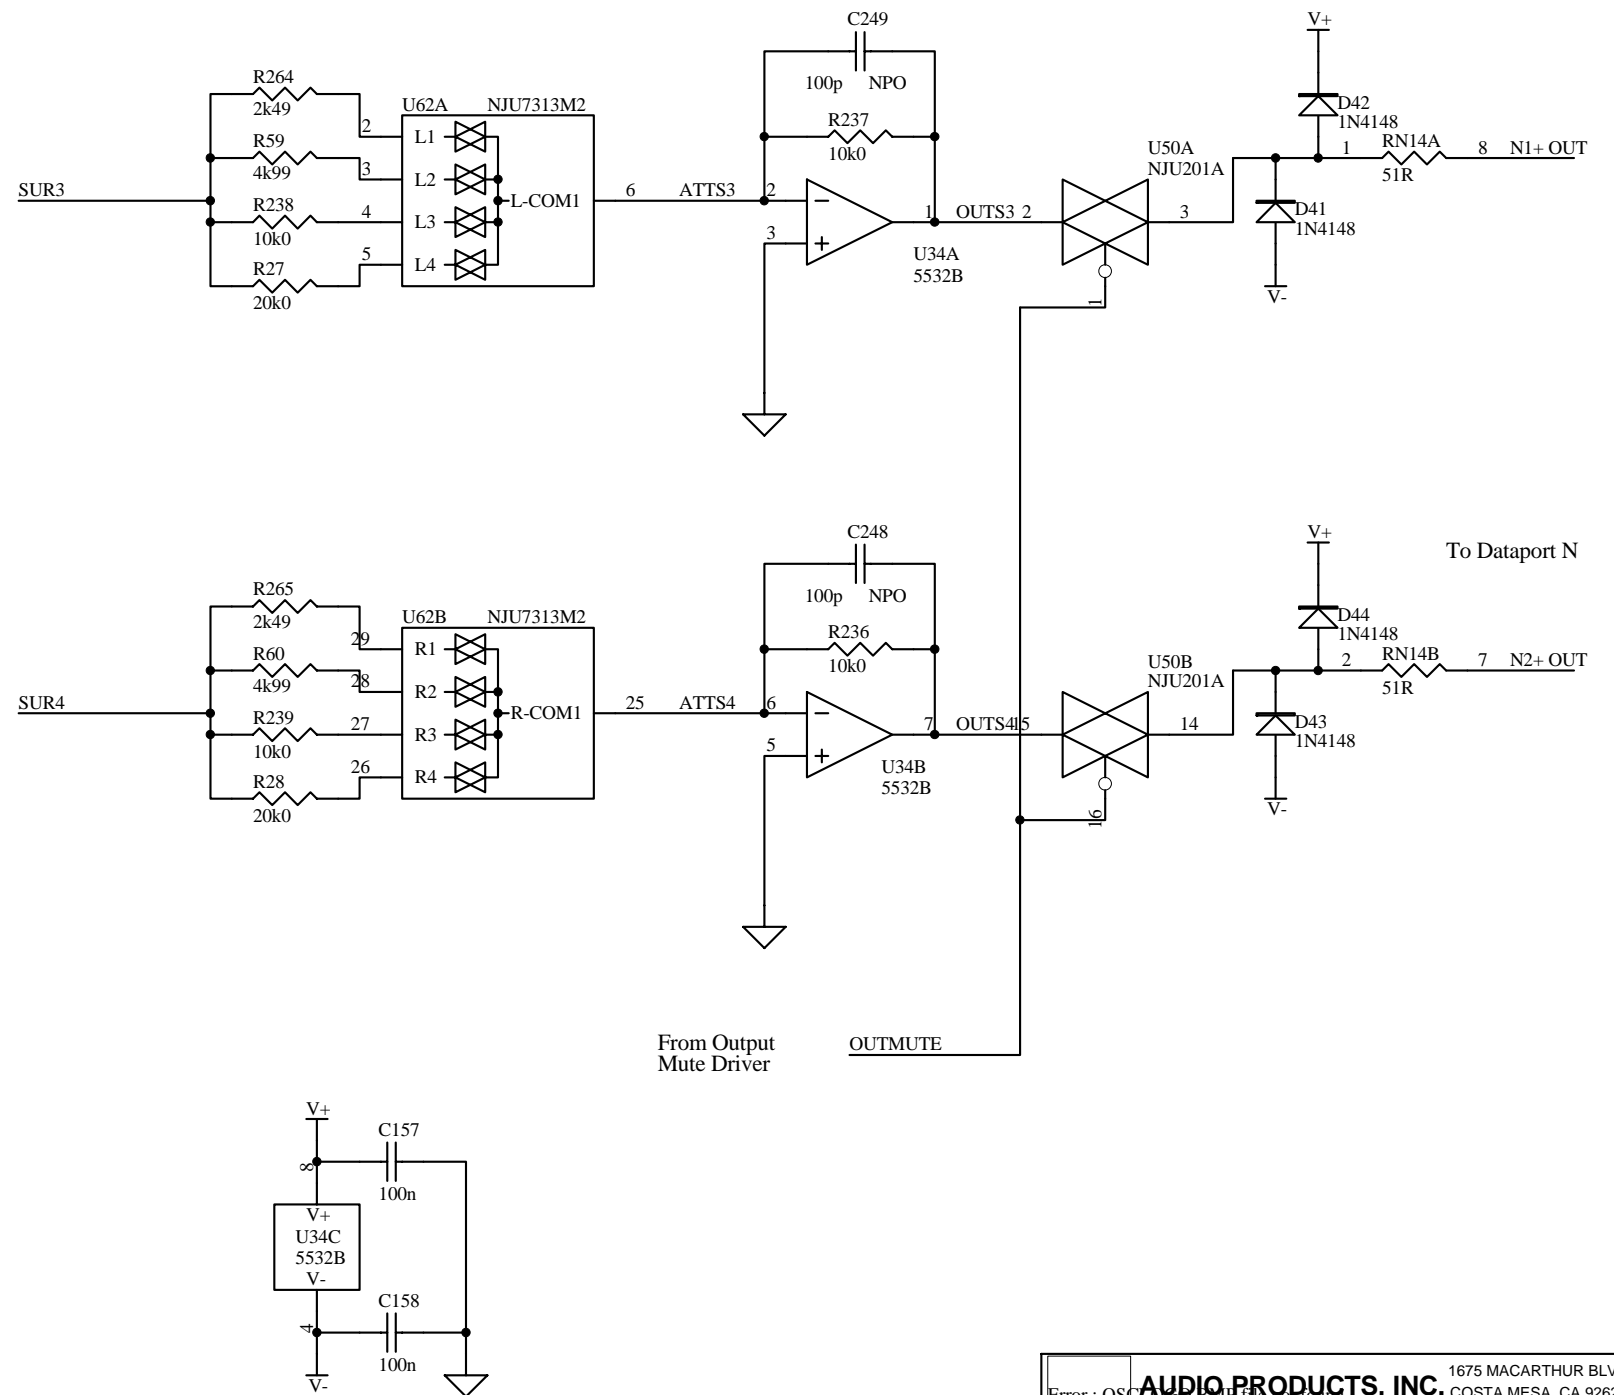 C249
100p NPO
R237
10k0
V+
D42
1N4148
R264
2k49
U62A NJU7313M2
2
L1
R59
4k99
3
L2
SUR3
L-COM1
6
ATTS3
2
R238
10k0
4
L3
3
5
L4
R27
20k0
1
OUTS3 2
U34A
5532B
U50A
NJU201A
3
1
1
RN14A
51R
8
N1+ OUT
D41
1N4148
V-
C248
100p NPO
R236
10k0
V+
To Dataport N
D44
1N4148
R265
2k49
U62B NJU7313M2
29
R1
R60
4k99
28
R2
SUR4
R-COM1
25
ATTS4
6
R239
10k0
27
R3
5
26
R4
R28
20k0
7
OUTS4 15
U34B
5532B
U50B
NJU201A
14
16
2
RN14B
51R
7
N2+ OUT
D43
1N4148
V-
From Output
Mute Driver
OUTMUTE
V+
C157
8
100n
V+
U34C
5532B
V-
C158
4
100n
V-
1675 MACARTHUR BLV
AUDIO PRODUCTS, INC.
COSTA MESA, CA 9262
Error :